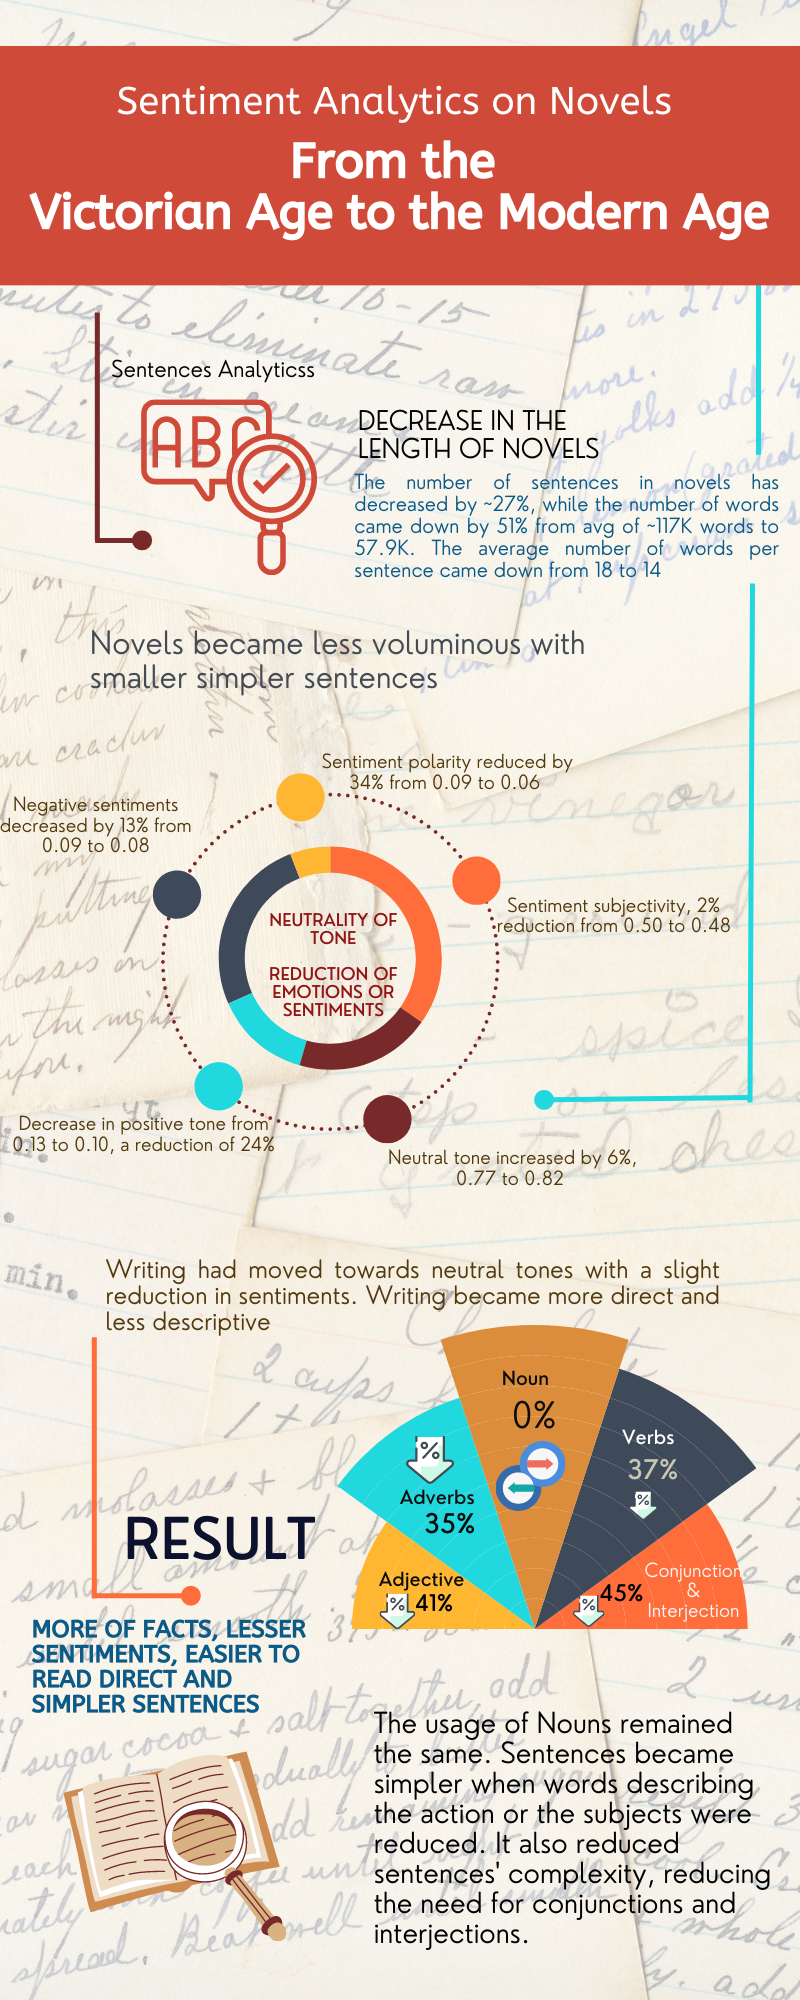 Sentiment Analytics on Novels
From the
Victorian Age to the Modern Age
Sentences Analyticss
DECREASE IN THE
LENGTH OF NOVELS
The number of sentences in novels has
decreased by ~27%, while the number of words
came down by 51% from avg of ~117K words to
57.9K. The average number of words per
sentence came down from 18 to 14
Novels became less voluminous with
smaller simpler sentences
Sentiment polarity reduced by
34% from 0.09 to 0.06
Negative sentiments
decreased by 13% from
0.09 to 0.08
Sentiment subjectivity, 2%
reduction from 0.50 to 0.48
NEUTRALITY OF
TONE
REDUCTION OF
EMOTIONS OR
SENTIMENTS
Decrease in positive tone from
0.13 to 0.10, a reduction of 24%
Neutral tone increased by 6%,
0.77 to 0.82
Writing had moved towards neutral tones with a slight
reduction in sentiments. Writing became more direct and
less descriptive
Noun
0%
Verbs
37%
%
%
Adverbs
35%
Adjective
% 41%
% 45%
Conjunction
&
Interjection
RESULT
MORE OF FACTS, LESSER
SENTIMENTS, EASIER TO
READ DIRECT AND
SIMPLER SENTENCES
The usage of Nouns remained
the same. Sentences became
simpler when words describing
the action or the subjects were
reduced. It also reduced
sentences' complexity, reducing
the need for conjunctions and
interjections.